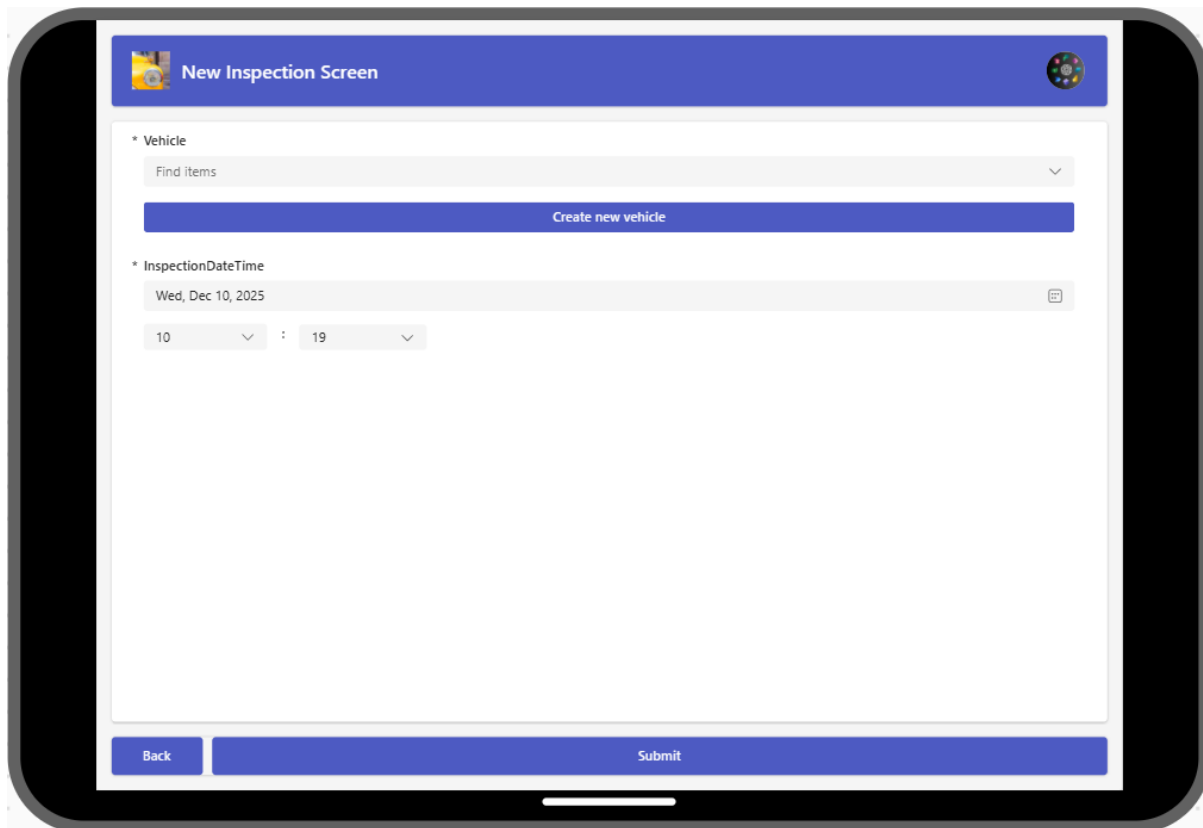 New Inspection Screen
* Vehicle
Find items
Create new vehicle
* InspectionDateTime
Wed, Dec 10, 2025
10 : 19
Back Submit